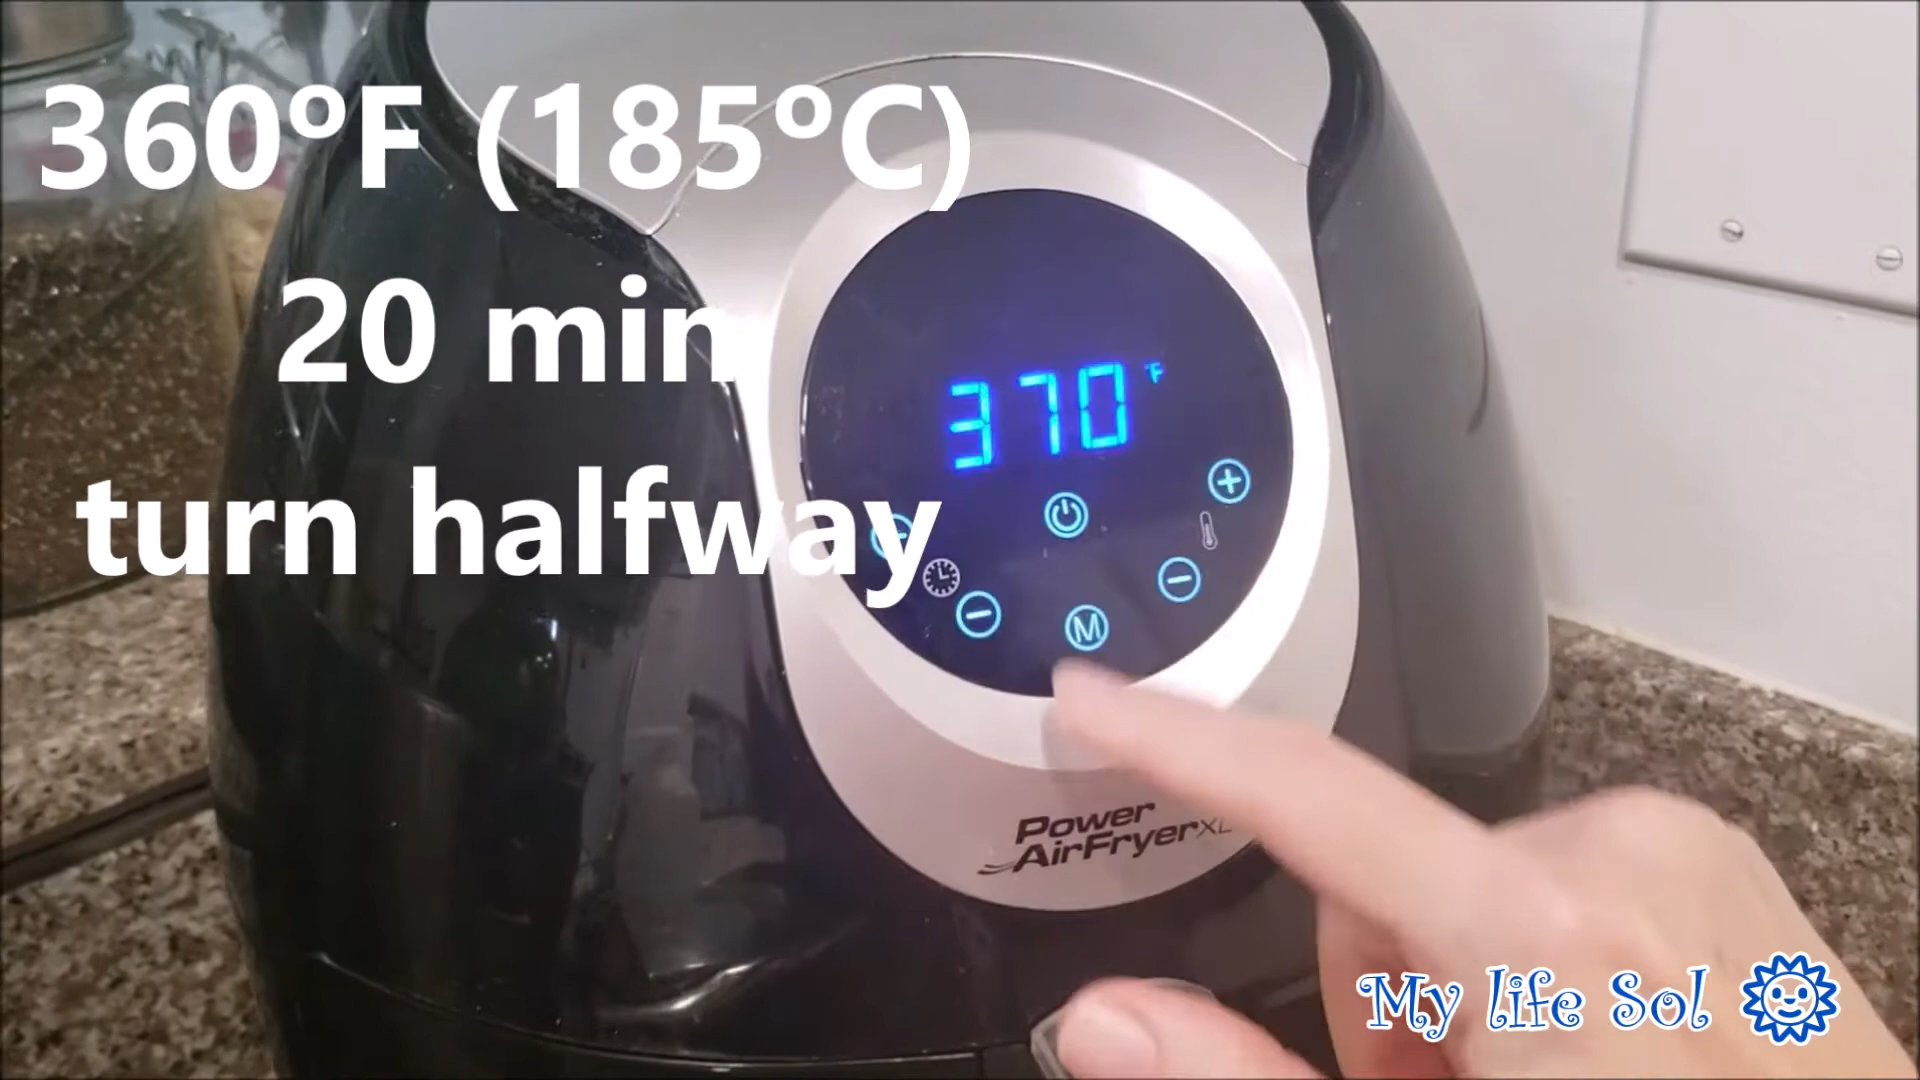 360ºF (185ºC)
20 min
turn halfway
370 °F
M
Power
AirFryer XL
My life Sol